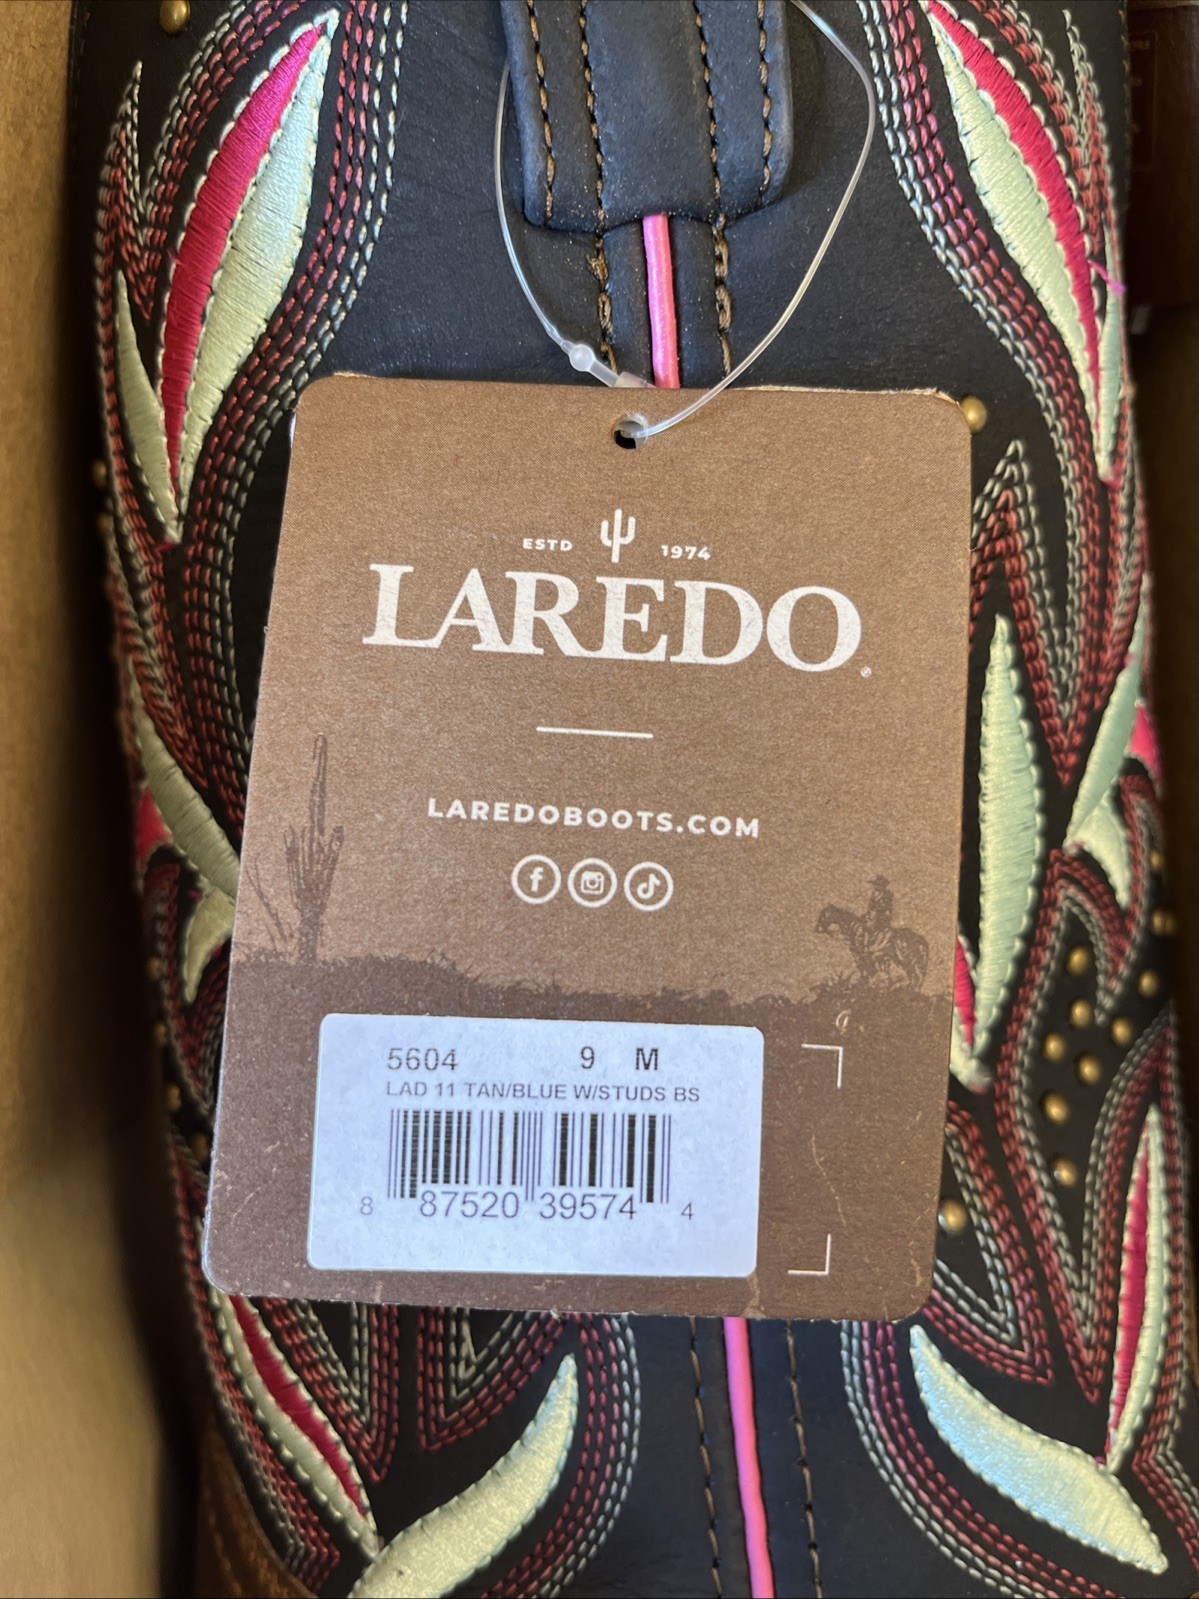 ESTD 1974
LAREDO®
LAREDOBOOTS.COM
5604 9 M
LAD 11 TAN/BLUE W/STUDS BS
8 87520 39574 4